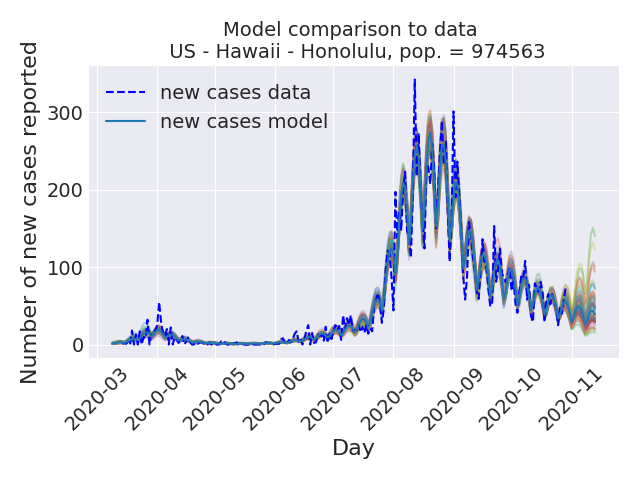 Model comparison to data
US - Hawaii - Honolulu, pop. = 974563
new cases data
new cases model
Number of new cases reported
300
200
100
0
2020-03
2020-04
2020-05
2020-06
2020-07
2020-08
2020-09
2020-10
2020-11
Day